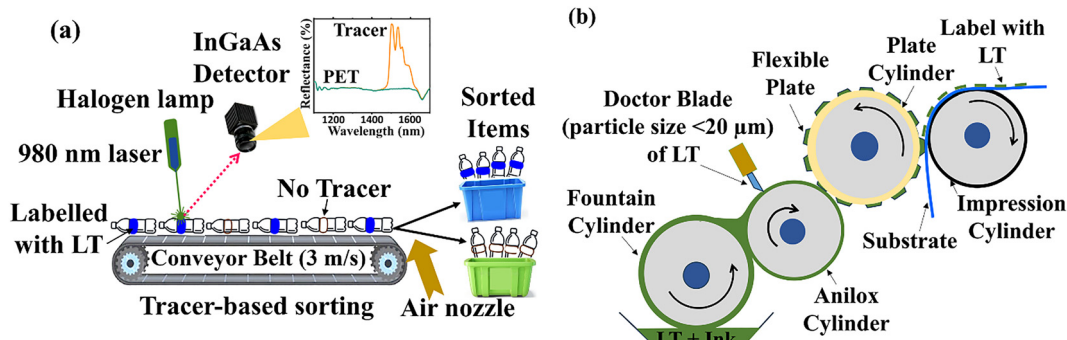 (a)
InGaAs
Detector
Halogen lamp
980 nm laser
Reflectance (%)
Tracer
PET
1200 1400 1600
Wavelength (nm)
Sorted
Items
No Tracer
Labelled
with LT
Conveyor Belt (3 m/s)
Tracer-based sorting
Air nozzle
(b)
Flexible
Plate
Plate
Cylinder
Label with
LT
Doctor Blade
(particle size <20 µm)
of LT
Fountain
Cylinder
Substrate
Impression
Cylinder
Anilox
Cylinder
LT + Ink